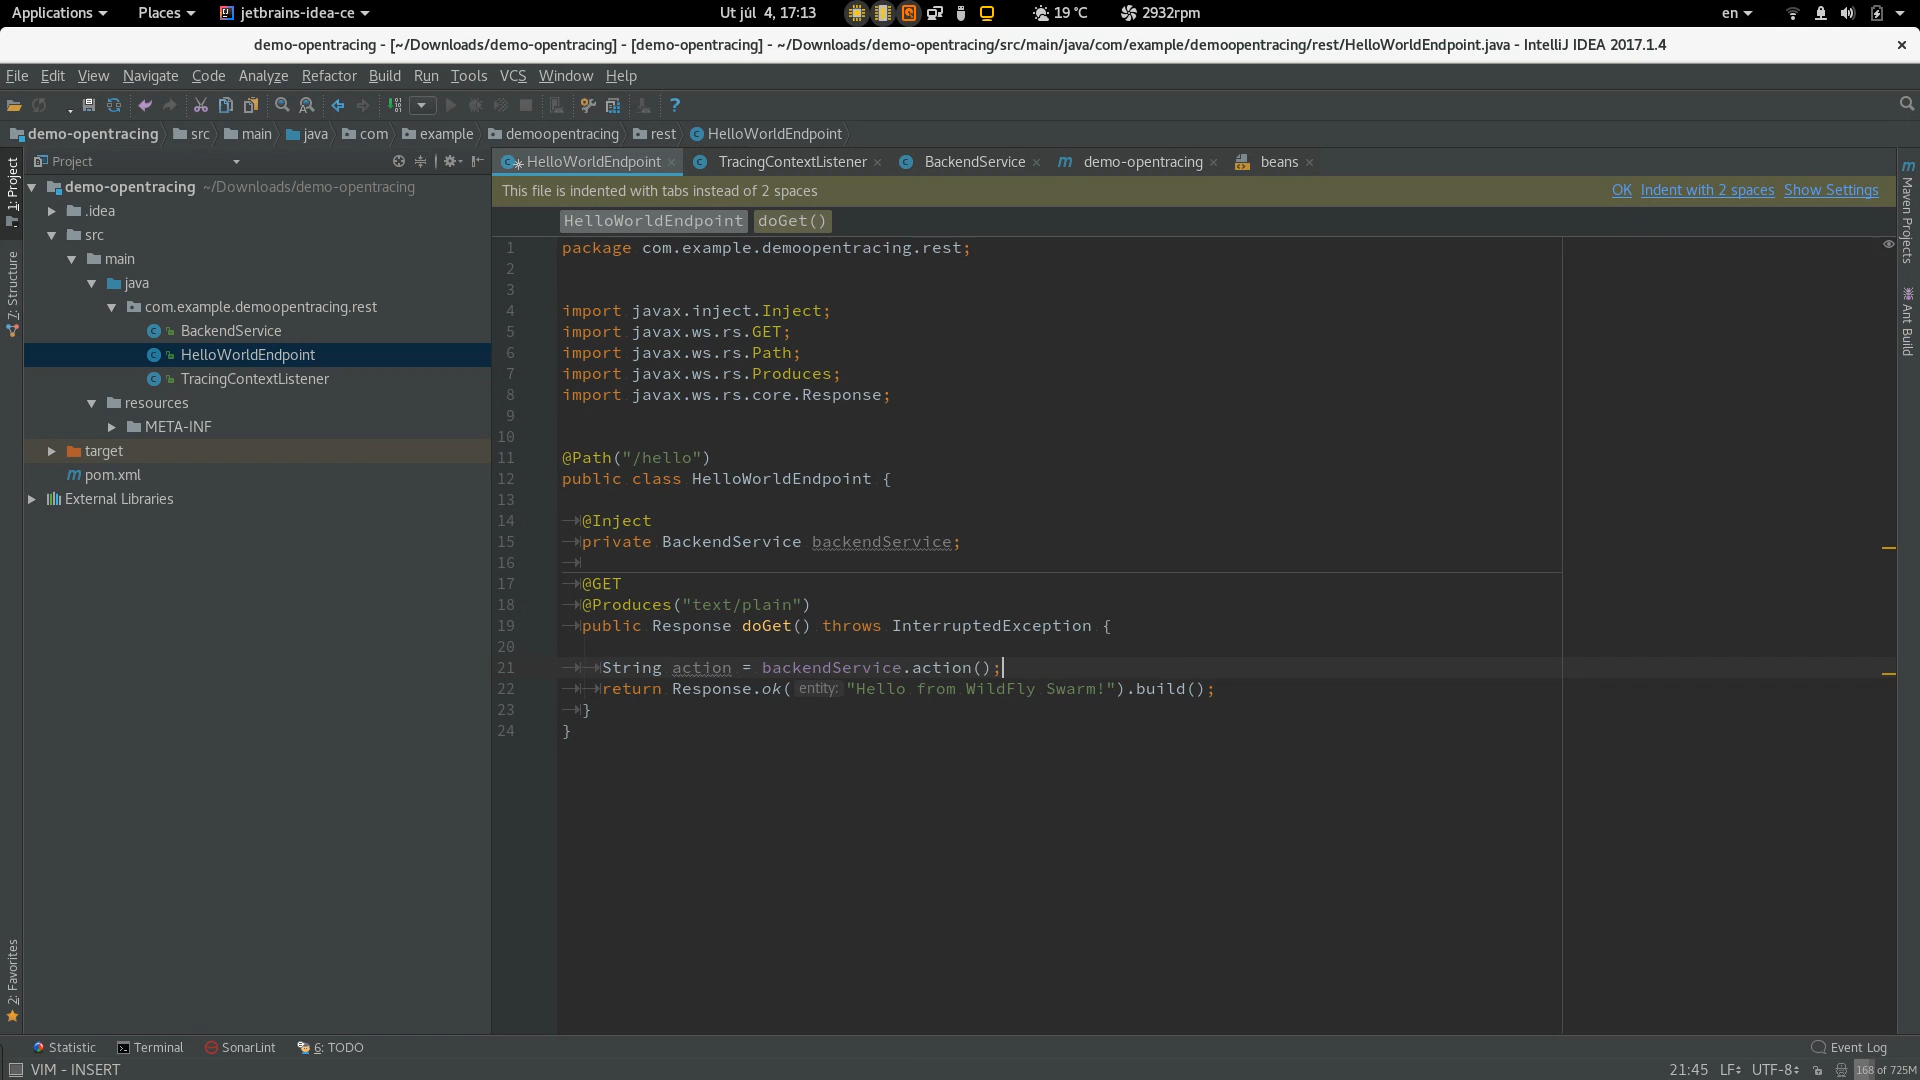 Applications Places jetbrains-idea-ce Ut júl 4, 17:13 19 °C 2932rpm en
demo-opentracing - [~/Downloads/demo-opentracing] - [demo-opentracing] - ~/Downloads/demo-opentracing/src/main/java/com/example/demoopentracing/rest/HelloWorldEndpoint.java - IntelliJ IDEA 2017.1.4
File Edit View Navigate Code Analyze Refactor Build Run Tools VCS Window Help
demo-opentracing src main java com example demoopentracing rest HelloWorldEndpoint
Project
HelloWorldEndpoint TracingContextListener BackendService demo-opentracing beans
This file is indented with tabs instead of 2 spaces OK Indent with 2 spaces Show Settings
HelloWorldEndpoint doGet()
1: Project
7: Structure
2: Favorites
demo-opentracing ~/Downloads/demo-opentracing
.idea
src
main
java
com.example.demoopentracing.rest
BackendService
HelloWorldEndpoint
TracingContextListener
resources
META-INF
target
pom.xml
External Libraries
1 package com.example.demoopentracing.rest;
2
3
4 import javax.inject.Inject;
5 import javax.ws.rs.GET;
6 import javax.ws.rs.Path;
7 import javax.ws.rs.Produces;
8 import javax.ws.rs.core.Response;
9
10
11 @Path("/hello")
12 public class HelloWorldEndpoint {
13
14 @Inject
15 private BackendService backendService;
16
17 @GET
18 @Produces("text/plain")
19 public Response doGet() throws InterruptedException {
20
21 String action = backendService.action();
22 return Response.ok( entity: "Hello from WildFly Swarm!").build();
23 }
24 }
Maven Projects
Ant Build
Statistic Terminal SonarLint 6: TODO Event Log
VIM - INSERT 21:45 LF UTF-8 168 of 725M